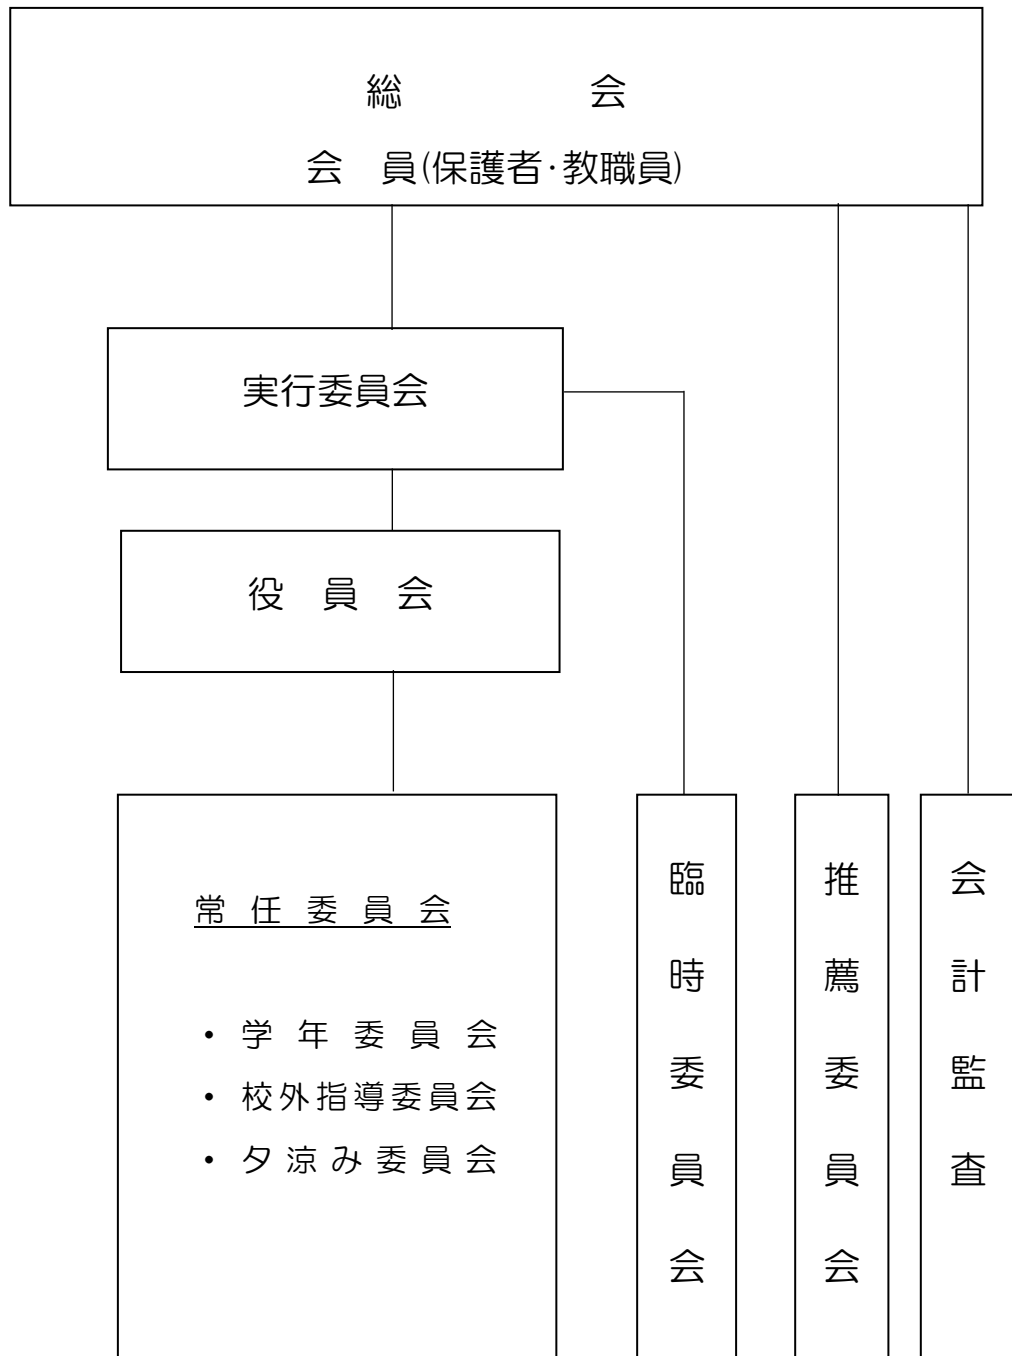 総　会
会　員(保護者・教職員)
実行委員会
役　員　会
常任委員会
・学年委員会
・校外指導委員会
・夕涼み委員会
臨時委員会
推薦委員会
会計監査